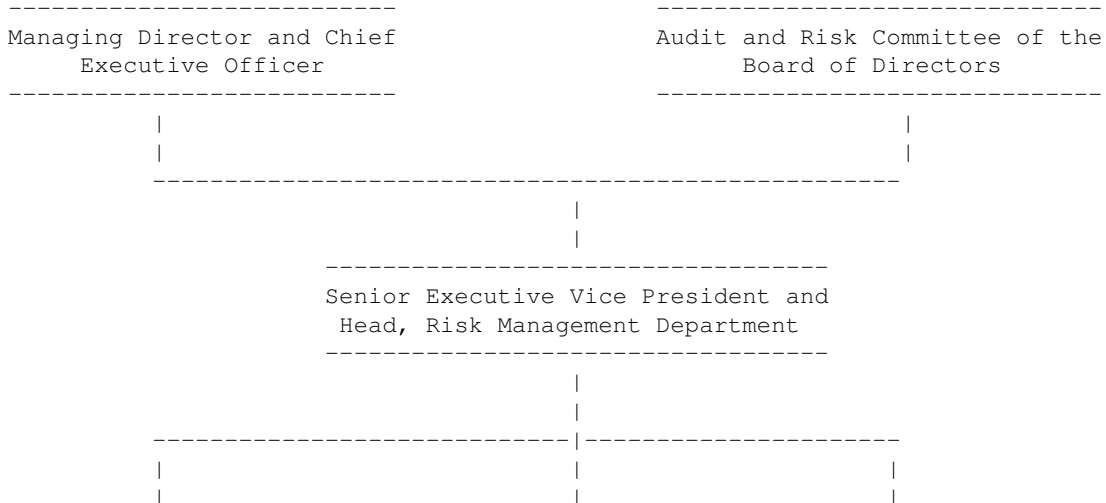 Managing Director and Chief
Executive Officer
Audit and Risk Committee of the
Board of Directors
Senior Executive Vice President and
Head, Risk Management Department